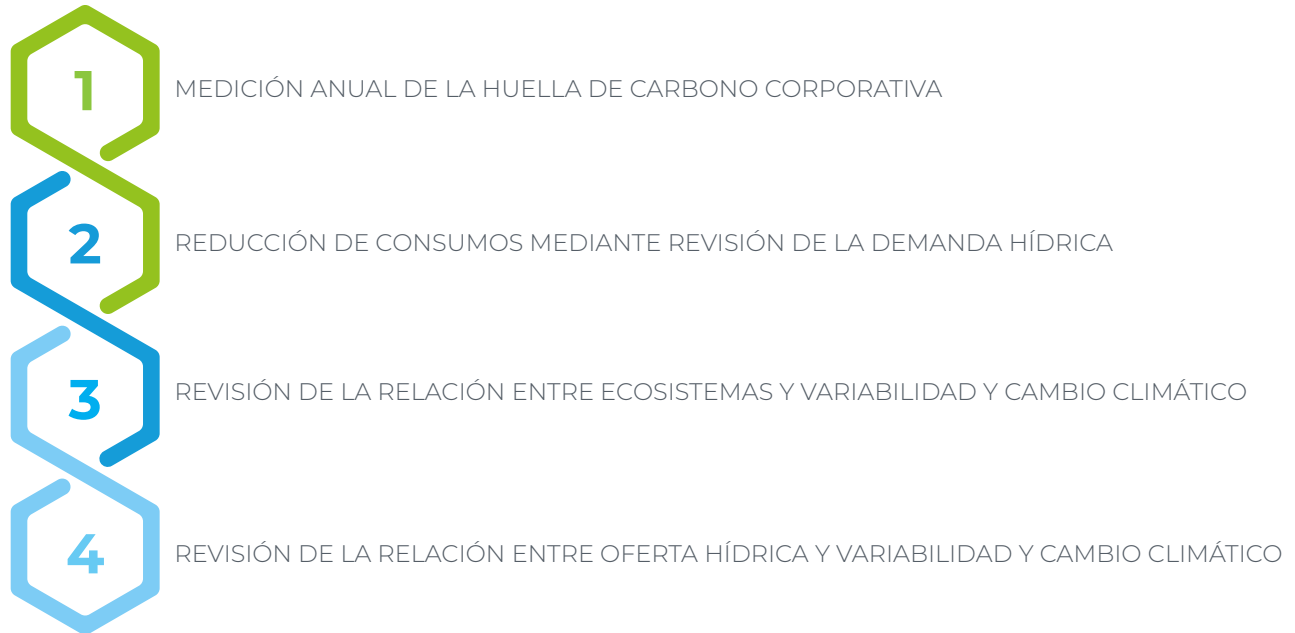 1
MEDICIÓN ANUAL DE LA HUELLA DE CARBONO CORPORATIVA
2
REDUCCIÓN DE CONSUMOS MEDIANTE REVISIÓN DE LA DEMANDA HÍDRICA
3
REVISIÓN DE LA RELACIÓN ENTRE ECOSISTEMAS Y VARIABILIDAD Y CAMBIO CLIMÁTICO
4
REVISIÓN DE LA RELACIÓN ENTRE OFERTA HÍDRICA Y VARIABILIDAD Y CAMBIO CLIMÁTICO